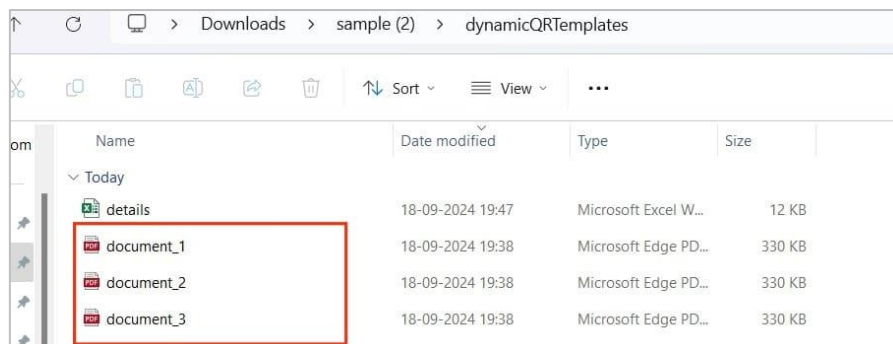 Downloads > sample (2) > dynamicQRTemplates
Sort View ...
om
Name Date modified Type Size
Today
details 18-09-2024 19:47 Microsoft Excel W... 12 KB
document_1 18-09-2024 19:38 Microsoft Edge PD... 330 KB
document_2 18-09-2024 19:38 Microsoft Edge PD... 330 KB
document_3 18-09-2024 19:38 Microsoft Edge PD... 330 KB